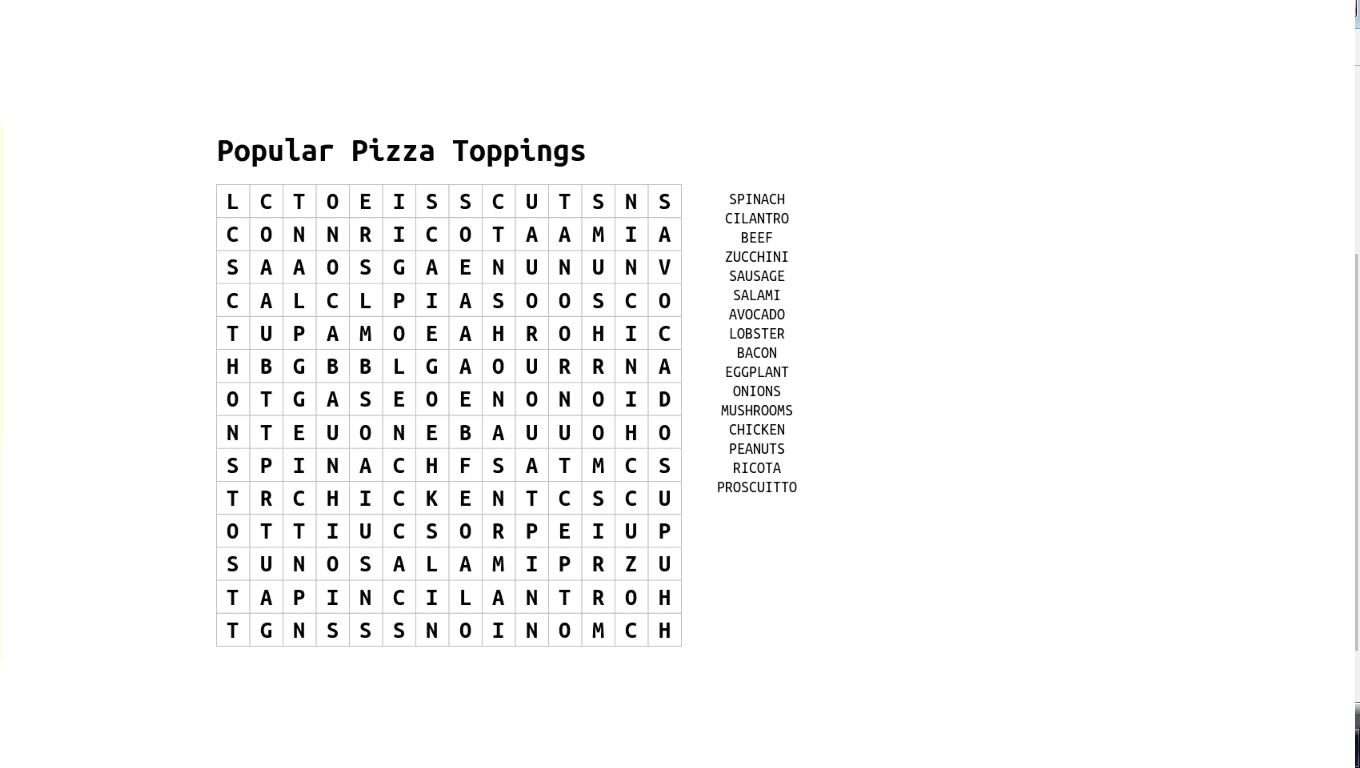 Popular Pizza Toppings
L C T O E I S S C U T S N S
C O N N R I C O T A A M I A
S A A O S G A E N U N U N V
C A L C L P I A S O O S C O
T U P A M O E A H R O H I C
H B G B B L G A O U R R N A
O T G A S E O E N O N O I D
N T E U O N E B A U U O H O
S P I N A C H F S A T M C S
T R C H I C K E N T C S C U
O T T I U C S O R P E I U P
S U N O S A L A M I P R Z U
T A P I N C I L A N T R O H
T G N S S S N O I N O M C H
SPINACH
CILANTRO
BEEF
ZUCCHINI
SAUSAGE
SALAMI
AVOCADO
LOBSTER
BACON
EGGPLANT
ONIONS
MUSHROOMS
CHICKEN
PEANUTS
RICOTA
PROSCUITTO